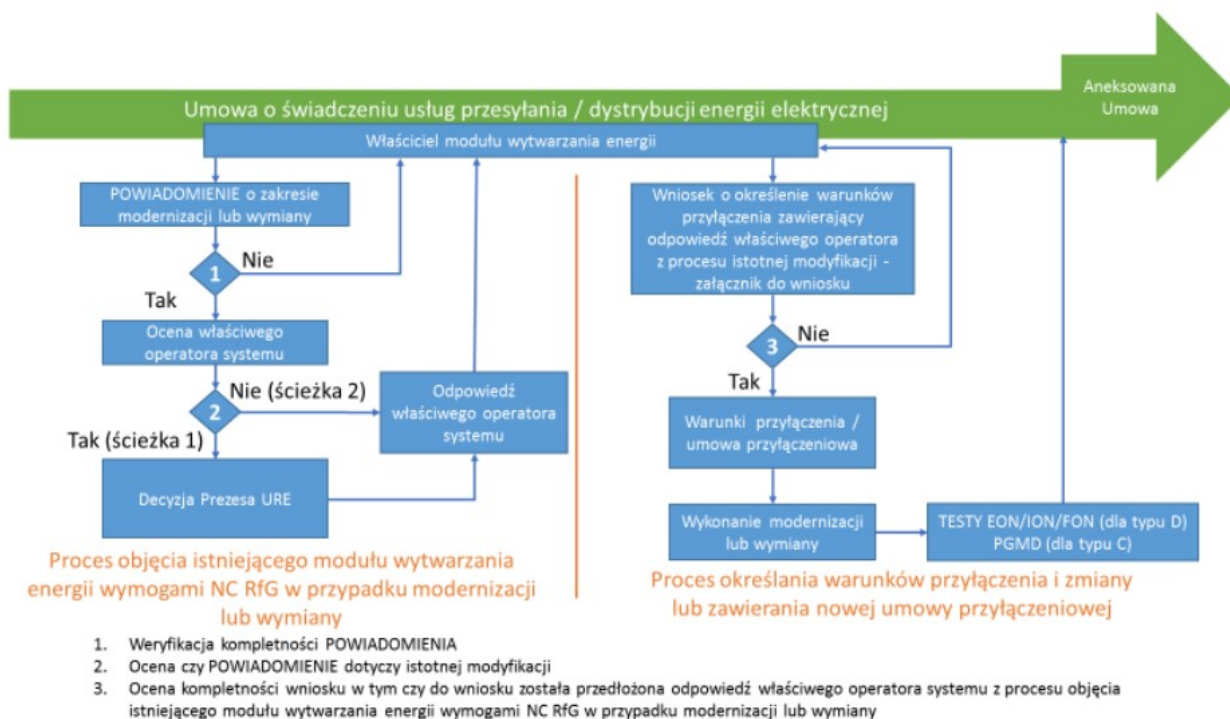 Aneksowana
Umowa
Umowa o świadczeniu usług przesyłania / dystrybucji energii elektrycznej
Właściciel modułu wytwarzania energii
POWIADOMIENIE o zakresie
modernizacji lub wymiany
1
Nie
Tak
Ocena właściwego
operatora systemu
2
Nie (ścieżka 2)
Tak (ścieżka 1)
Odpowiedź
właściwego operatora
systemu
Decyzja Prezesa URE
Proces objęcia istniejącego modułu wytwarzania
energii wymogami NC RfG w przypadku modernizacji
lub wymiany
Wniosek o określenie warunków
przyłączenia zawierający
odpowiedź właściwego operatora
z procesu istotnej modyfikacji -
załącznik do wniosku
3
Nie
Tak
Warunki przyłączenia /
umowa przyłączeniowa
Wykonanie modernizacji
lub wymiany
TESTY EON/ION/FON (dla typu D)
PGMD (dla typu C)
Proces określania warunków przyłączenia i zmiany
lub zawierania nowej umowy przyłączeniowej
1. Weryfikacja kompletności POWIADOMIENIA
2. Ocena czy POWIADOMIENIE dotyczy istotnej modyfikacji
3. Ocena kompletności wniosku w tym czy do wniosku została przedłożona odpowiedź właściwego operatora systemu z procesu objęcia
istniejącego modułu wytwarzania energii wymogami NC RfG w przypadku modernizacji lub wymiany